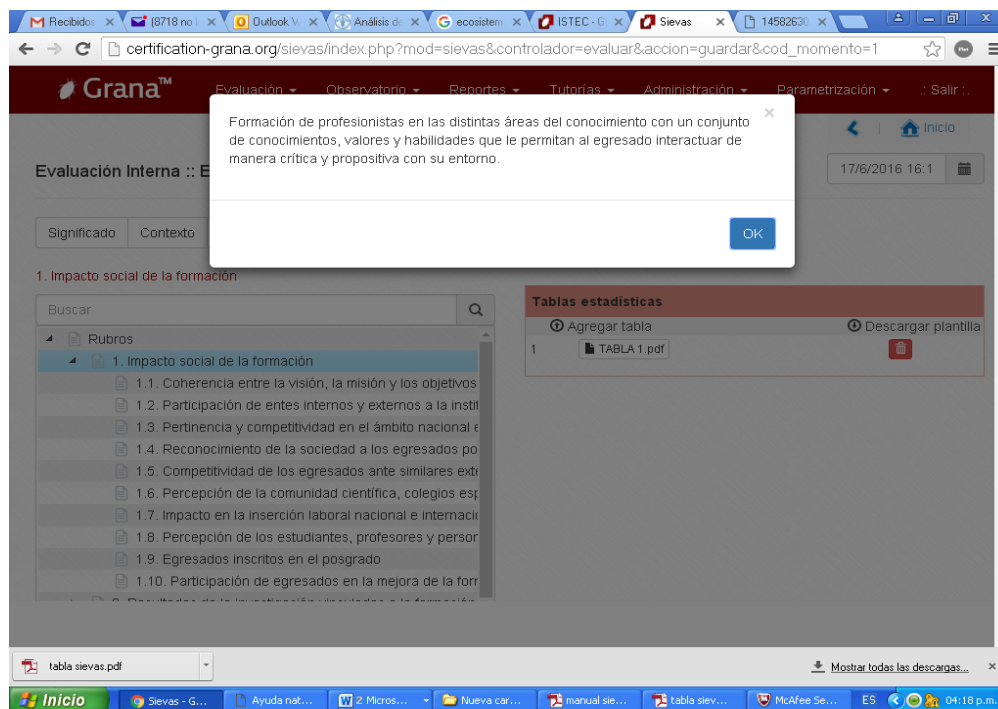 Recibidos
(8718 no l
Outlook W
Análisis de
ecosistem
ISTEC - G
Sievas
14582630
certification-grana.org/sievas/index.php?mod=sievas&controlador=evaluar&accion=guardar&cod_momento=1
Grana™
Evaluación
Observatorio
Reportes
Tutorías
Administración
Parametrización
.: Salir :.
Formación de profesionistas en las distintas áreas del conocimiento con un conjunto
de conocimientos, valores y habilidades que le permitan al egresado interactuar de
manera crítica y propositiva con su entorno.
×
OK
Inicio
Evaluación Interna :: E
17/6/2016 16:1
Significado
Contexto
1. Impacto social de la formación
Buscar
Rubros
1. Impacto social de la formación
1.1. Coherencia entre la visión, la misión y los objetivos
1.2. Participación de entes internos y externos a la instit
1.3. Pertinencia y competitividad en el ámbito nacional e
1.4. Reconocimiento de la sociedad a los egresados po
1.5. Competitividad de los egresados ante similares exte
1.6. Percepción de la comunidad científica, colegios esp
1.7. Impacto en la inserción laboral nacional e internacio
1.8. Percepción de los estudiantes, profesores y person
1.9. Egresados inscritos en el posgrado
1.10. Participación de egresados en la mejora de la form
2. Resultados de la investigación vinculados a la formación
Tablas estadísticas
Agregar tabla
Descargar plantilla
1
TABLA 1.pdf
tabla sievas.pdf
Mostrar todas las descargas...
Inicio
Sievas - G...
Ayuda nat...
2 Micros...
Nueva car...
manual sie...
tabla siev...
McAfee Se...
ES
04:18 p.m.